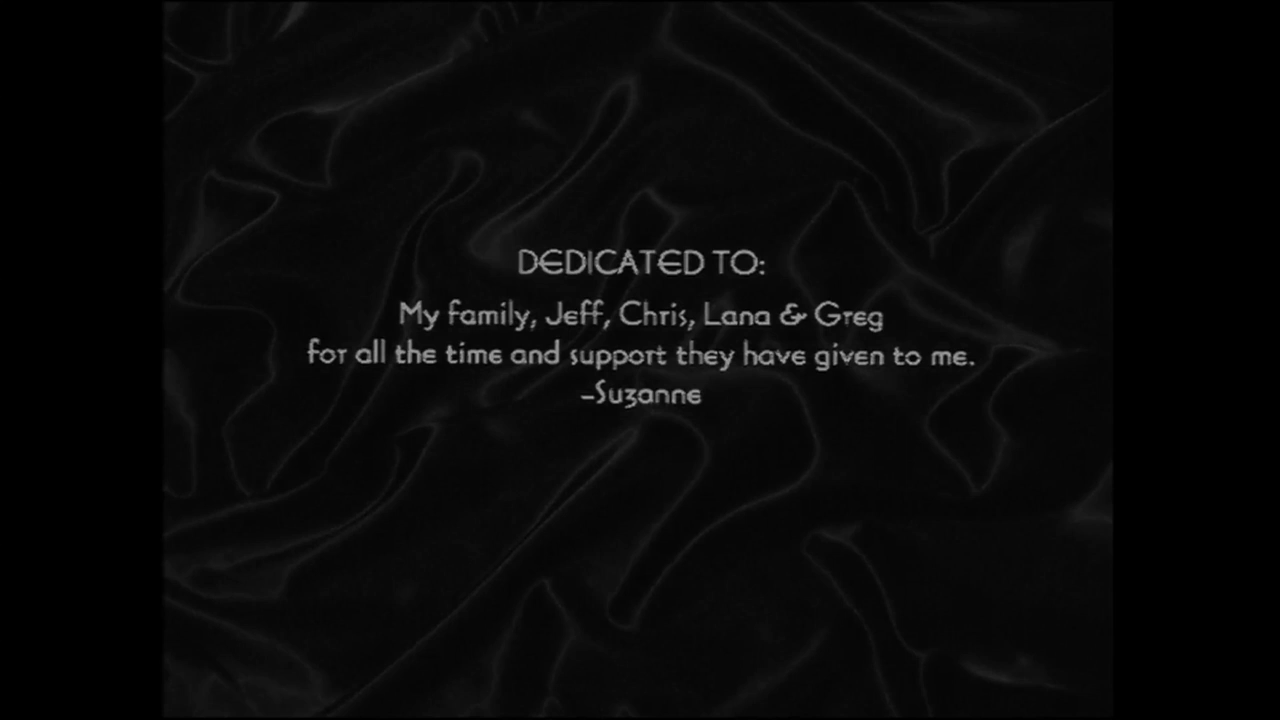 DEDICATED TO:
My family, Jeff, Chris, Lana & Greg
for all the time and support they have given to me.
-Suzanne